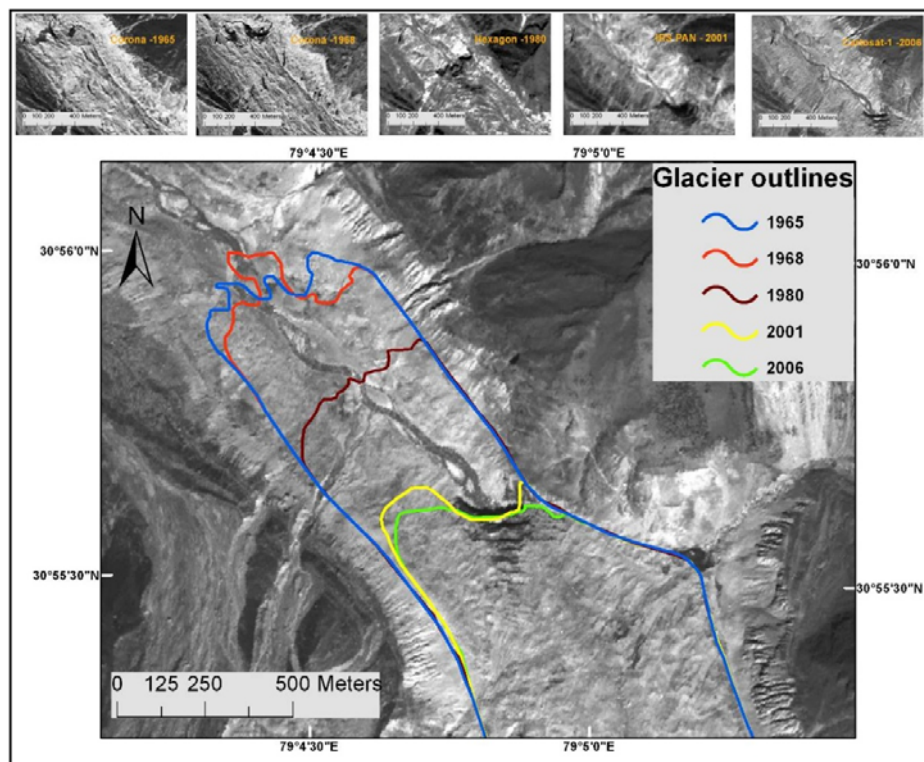 Corona -1965
Corona -1968
Hexagon -1980
IRS PAN - 2001
Cartosat-1 -2006
0 100 200 400 Meters
0 100 200 400 Meters
0 100 200 400 Meters
0 100 200 400 Meters
0 100 200 400 Meters
79°4'30"E
79°5'0"E
Glacier outlines
1965
1968
1980
2001
2006
N
30°56'0"N
30°56'0"N
30°55'30"N
30°55'30"N
0 125 250 500 Meters
79°4'30"E
79°5'0"E